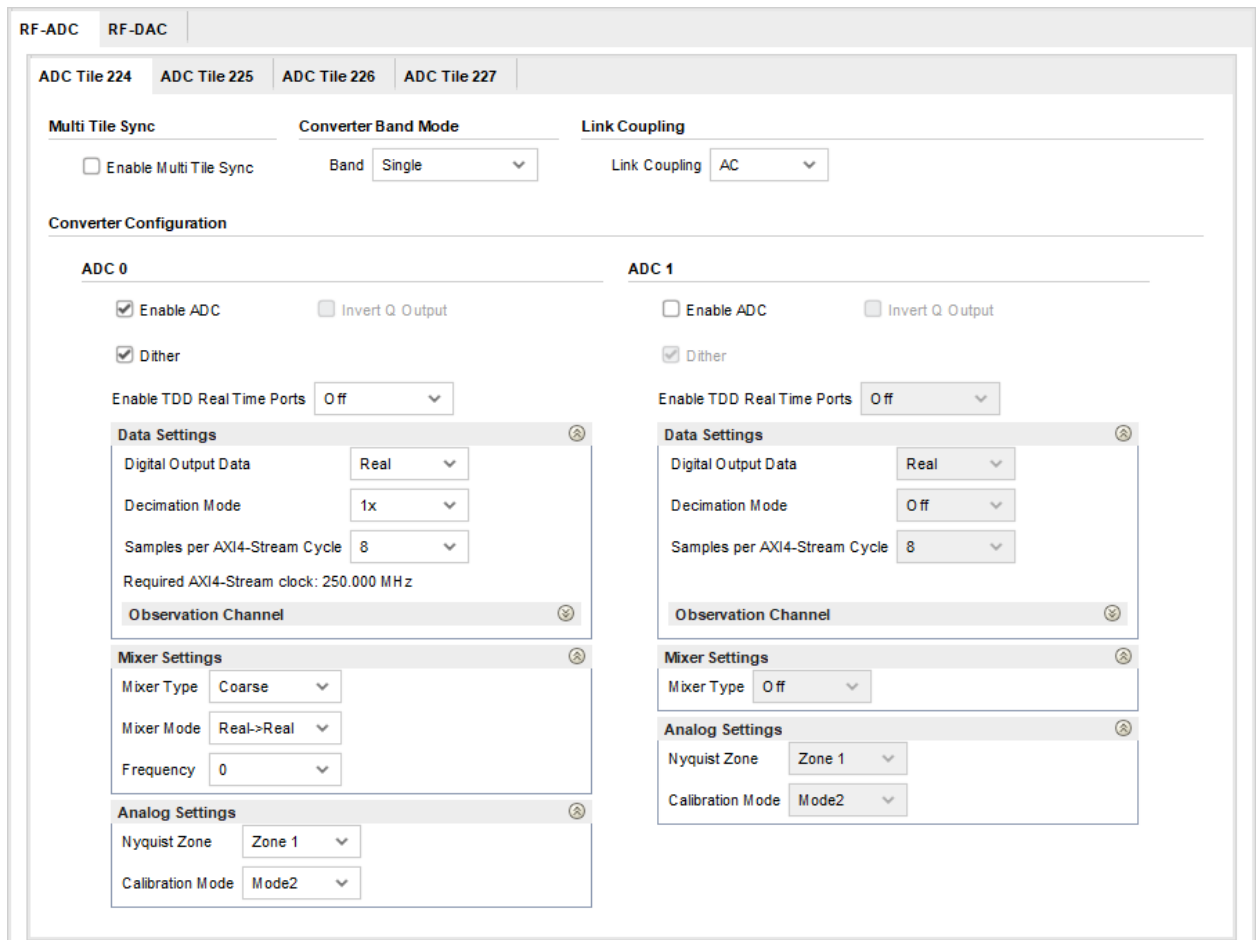 RF-ADC RF-DAC
ADC Tile 224 ADC Tile 225 ADC Tile 226 ADC Tile 227
Multi Tile Sync Converter Band Mode Link Coupling
Enable Multi Tile Sync Band Single Link Coupling AC
Converter Configuration
ADC 0 ADC 1
Enable ADC Invert Q Output Enable ADC Invert Q Output
Dither Dither
Enable TDD Real Time Ports Off Enable TDD Real Time Ports Off
Data Settings Data Settings
Digital Output Data Real Digital Output Data Real
Decimation Mode 1x Decimation Mode Off
Samples per AXI4-Stream Cycle 8 Samples per AXI4-Stream Cycle 8
Required AXI4-Stream clock: 250.000 MHz
Observation Channel Observation Channel
Mixer Settings Mixer Settings
Mixer Type Coarse Mixer Type Off
Mixer Mode Real->Real Analog Settings
Frequency 0 Nyquist Zone Zone 1
Analog Settings Calibration Mode Mode2
Nyquist Zone Zone 1
Calibration Mode Mode2